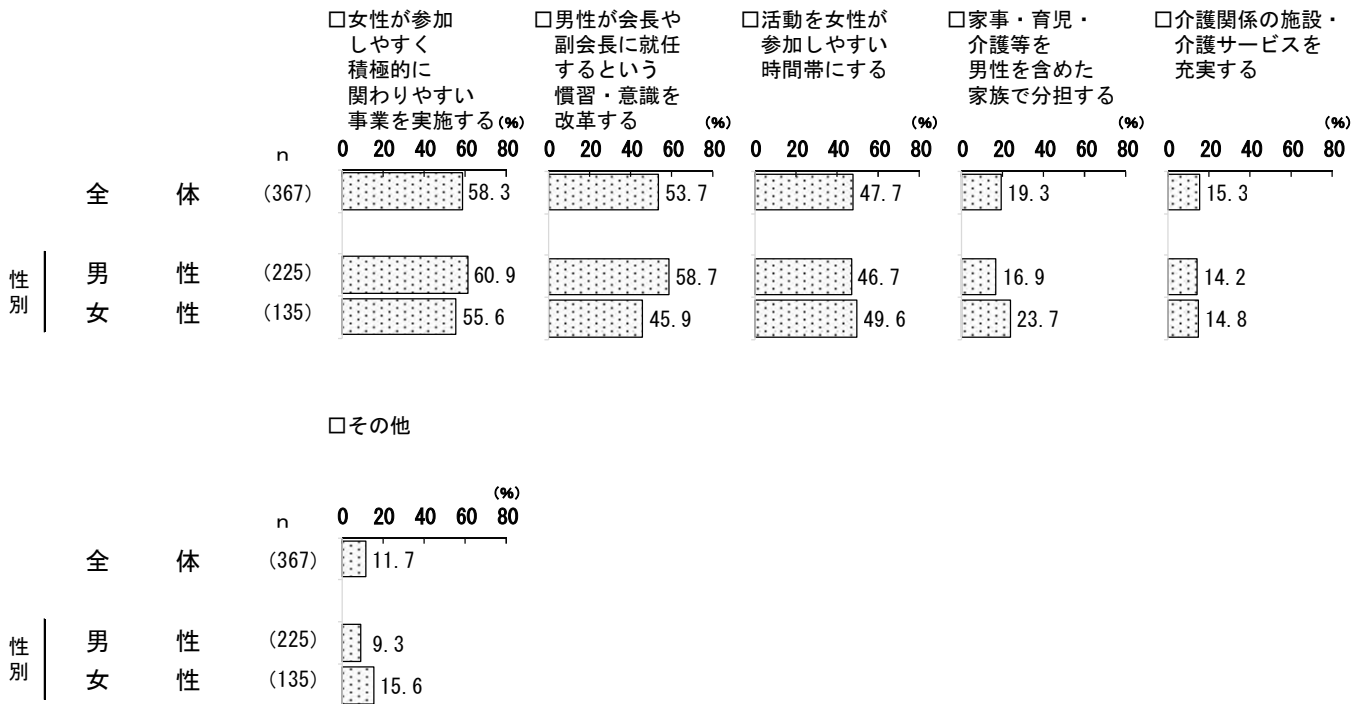 □女性が参加
しやすく
積極的に
関わりやすい
事業を実施する(%)
□男性が会長や
副会長に就任
するという
慣習・意識を
改革する (%)
□活動を女性が
参加しやすい
時間帯にする
(%)
□家事・育児・
介護等を
男性を含めた
家族で分担する
(%)
□介護関係の施設・
介護サービスを
充実する
(%)
n 0 20 40 60 80 0 20 40 60 80 0 20 40 60 80 0 20 40 60 80 0 20 40 60 80
全 体 (367) 58.3 53.7 47.7 19.3 15.3
性別
男 性 (225) 60.9 58.7 46.7 16.9 14.2
女 性 (135) 55.6 45.9 49.6 23.7 14.8
□その他
(%)
n 0 20 40 60 80
全 体 (367) 11.7
性別
男 性 (225) 9.3
女 性 (135) 15.6